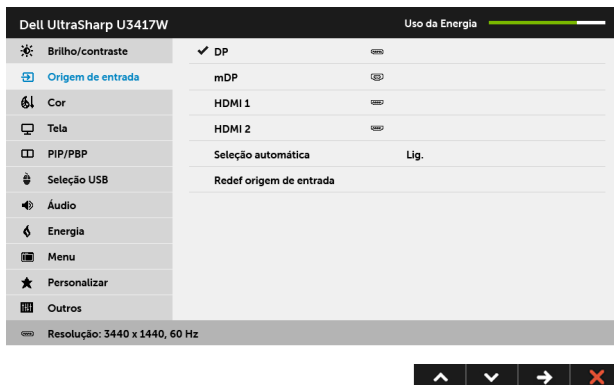 Dell UltraSharp U3417W
Uso da Energia
Brilho/contraste
DP
Origem de entrada
mDP
Cor
HDMI 1
Tela
HDMI 2
PIP/PBP
Seleção automática
Lig.
Seleção USB
Redef origem de entrada
Áudio
Energia
Menu
Personalizar
Outros
Resolução: 3440 x 1440, 60 Hz